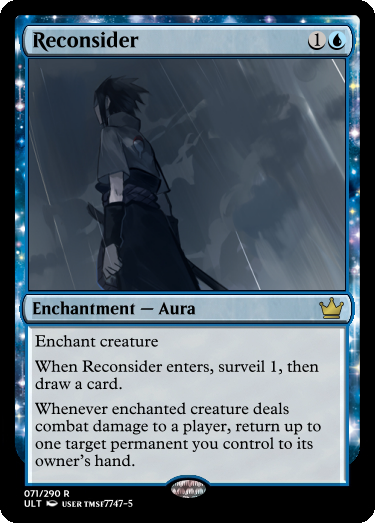 Reconsider
1
Enchantment — Aura
Enchant creature
When Reconsider enters, surveil 1, then
draw a card.
Whenever enchanted creature deals
combat damage to a player, return up to
one target permanent you control to its
owner's hand.
071/290 R
ULT USER TMSI7747-5